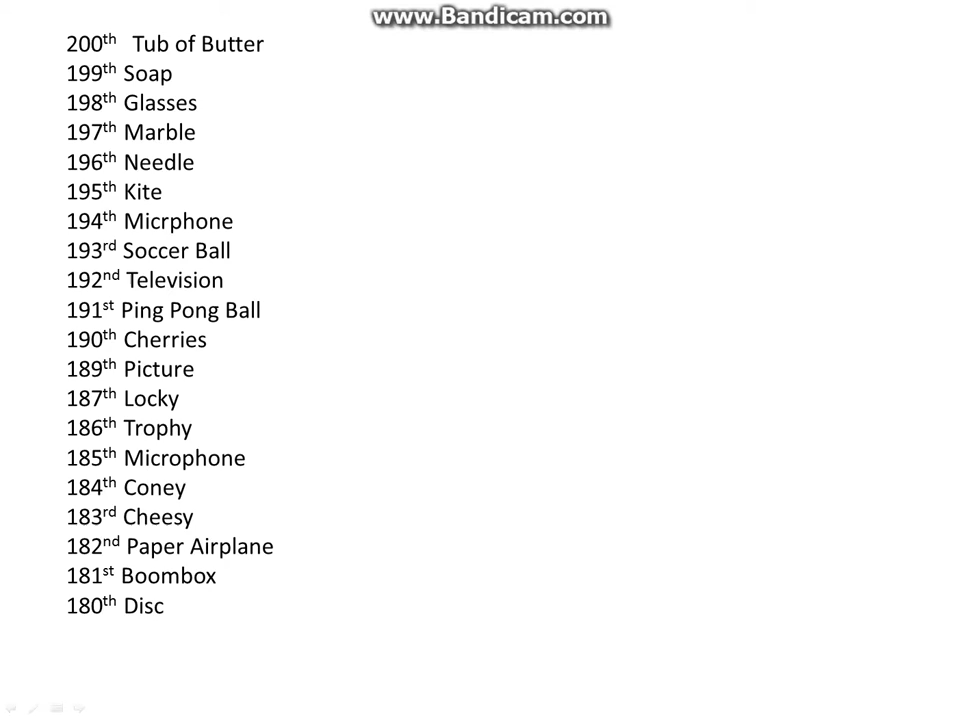 www.Bandicam.com
200th Tub of Butter
199th Soap
198th Glasses
197th Marble
196th Needle
195th Kite
194th Micrphone
193rd Soccer Ball
192nd Television
191st Ping Pong Ball
190th Cherries
189th Picture
187th Locky
186th Trophy
185th Microphone
184th Coney
183rd Cheesy
182nd Paper Airplane
181st Boombox
180th Disc